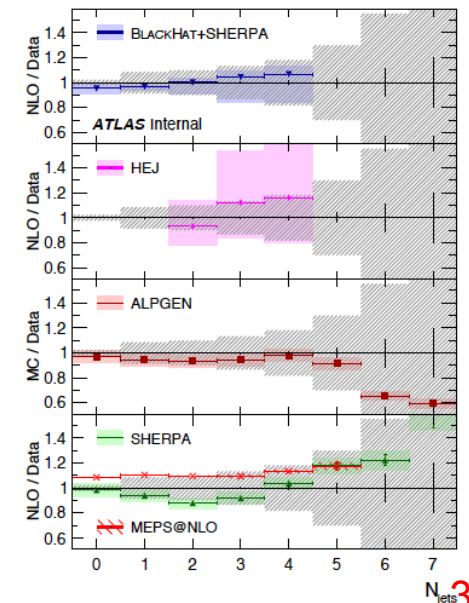 NLO / Data
1.4
1.2
1
0.8
0.6
BLACKHAT+SHERPA
ATLAS Internal
NLO / Data
1.4
1.2
1
0.8
0.6
HEJ
MC / Data
1.4
1.2
1
0.8
0.6
ALPGEN
NLO / Data
1.4
1.2
1
0.8
0.6
SHERPA
MEPS@NLO
0 1 2 3 4 5 6 7
Njets
3